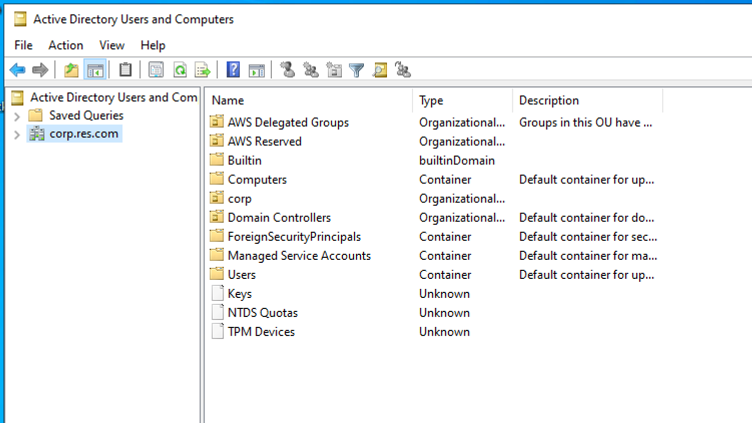 Active Directory Users and Computers
File Action View Help
Active Directory Users and Com
Saved Queries
corp.res.com
Name Type Description
AWS Delegated Groups Organizational... Groups in this OU have ...
AWS Reserved Organizational...
Builtin builtinDomain
Computers Container Default container for up...
corp Organizational...
Domain Controllers Organizational... Default container for do...
ForeignSecurityPrincipals Container Default container for sec...
Managed Service Accounts Container Default container for ma...
Users Container Default container for up...
Keys Unknown
NTDS Quotas Unknown
TPM Devices Unknown